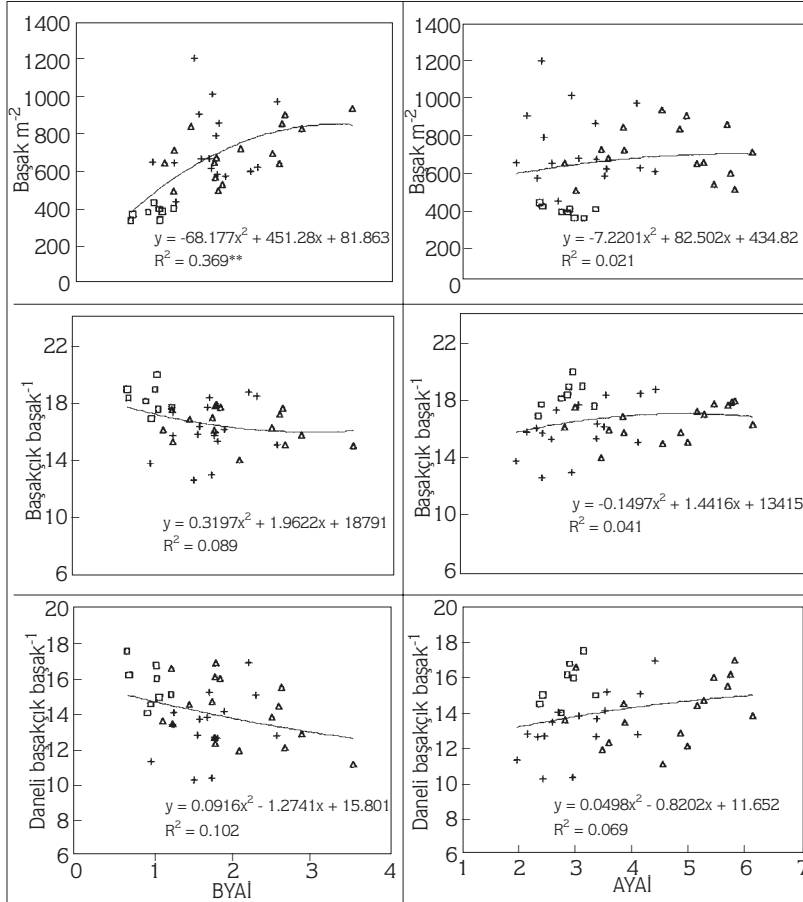 1400
1200
1000
800
600
400
200
0
Başak m-2
y = -68.177x2 + 451.28x + 81.863
R2 = 0.369**
1400
1200
1000
800
600
400
200
0
Başak m-2
y = -7.2201x2 + 82.502x + 434.82
R2 = 0.021
22
18
14
10
6
Başakçık başak-1
y = 0.3197x2 + 1.9622x + 18791
R2 = 0.089
22
18
14
10
6
Başakçık başak-1
y = -0.1497x2 + 1.4416x + 13415
R2 = 0.041
20
18
16
14
12
10
8
6
Daneli başakçık başak-1
y = 0.0916x2 - 1.2741x + 15.801
R2 = 0.102
0 1 2 3 4
BYAİ
20
18
16
14
12
10
8
6
Daneli başakçık başak-1
y = 0.0498x2 - 0.8202x + 11.652
R2 = 0.069
1 2 3 4 5 6 7
AYAİ